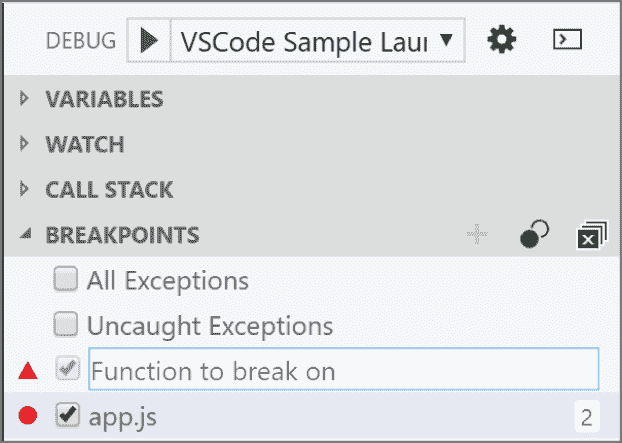 DEBUG VSCode Sample Laun
VARIABLES
WATCH
CALL STACK
BREAKPOINTS
All Exceptions
Uncaught Exceptions
Function to break on
app.js 2